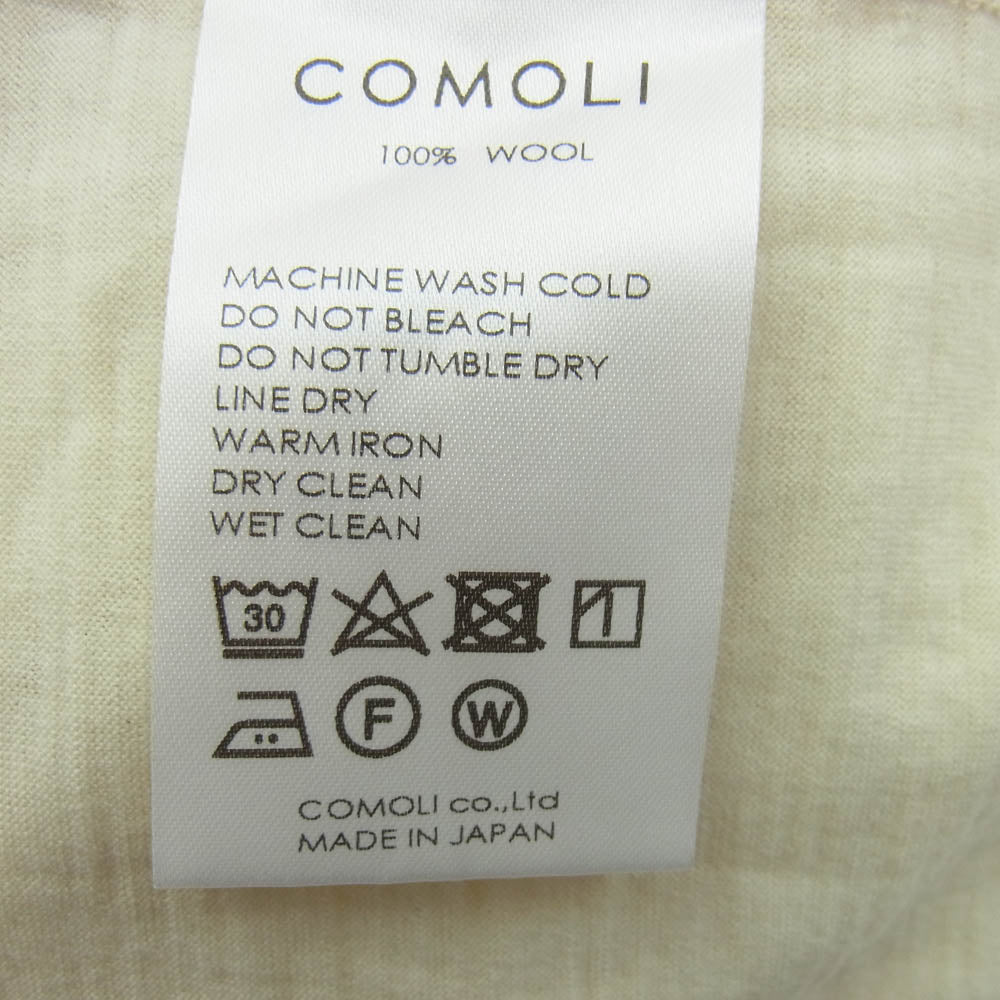 COMOLI
100% WOOL
MACHINE WASH COLD
DO NOT BLEACH
DO NOT TUMBLE DRY
LINE DRY
WARM IRON
DRY CLEAN
WET CLEAN
30
F W
COMOLI co.,Ltd
MADE IN JAPAN